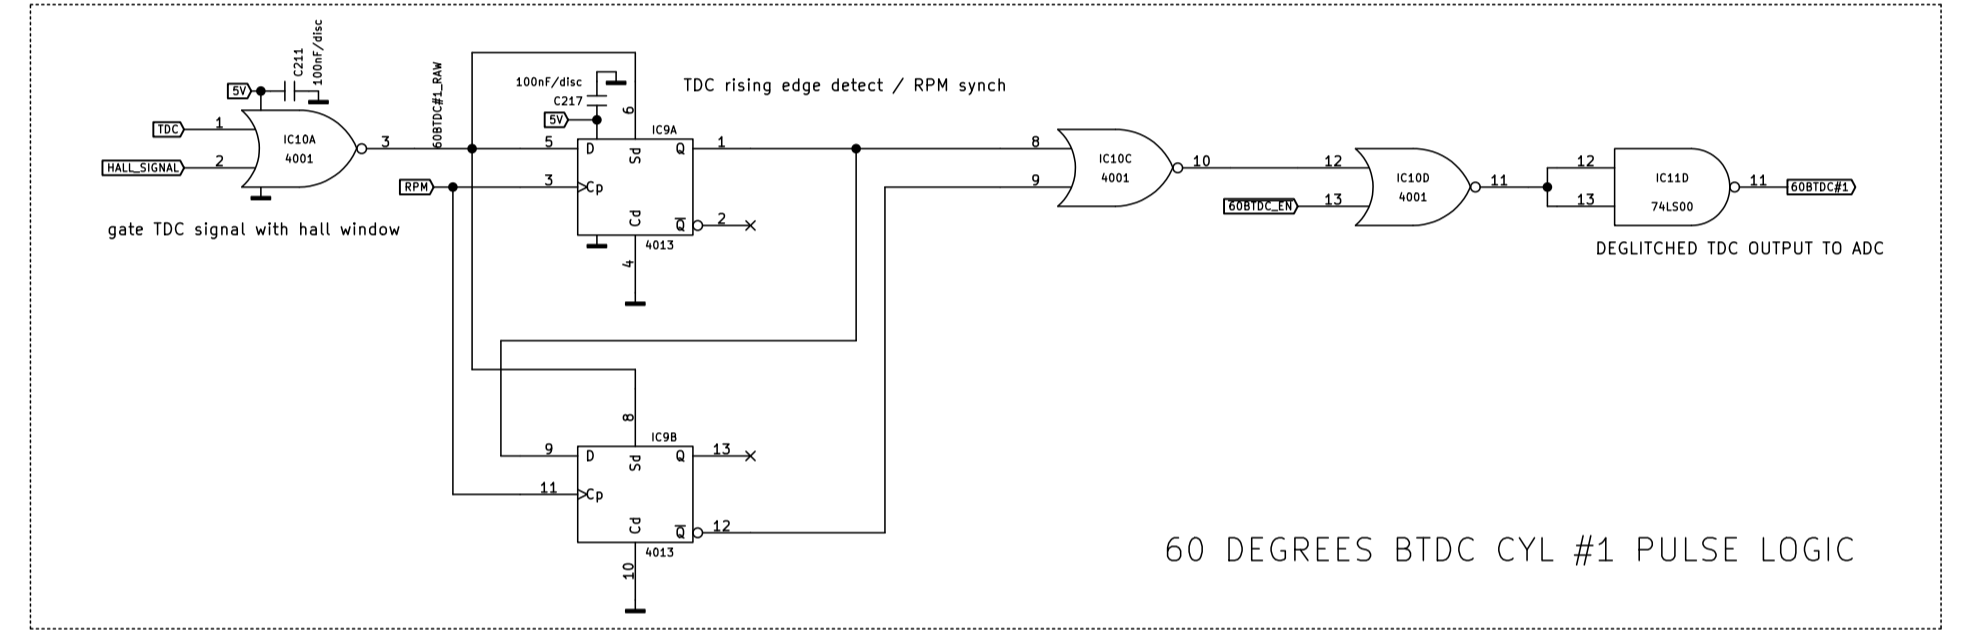 C211
100nF/disc
5V
TDC
1
HALL_SIGNAL
2
IC10A
4001
3
gate TDC signal with hall window
60BTDC#1_RAW
RPM
100nF/disc
C217
5V
6
TDC rising edge detect / RPM synch
IC9A
5
D
Sd
Q
1
3
Cp
Cd
Q
2
4013
4
8
IC9B
9
D
Sd
Q
13
11
Cp
Cd
Q
12
4013
10
8
9
IC10C
4001
10
12
60BTDC_EN
13
IC10D
4001
11
12
13
IC11D
74LS00
11
60BTDC#1
DEGLITCHED TDC OUTPUT TO ADC
60 DEGREES BTDC CYL #1 PULSE LOGIC